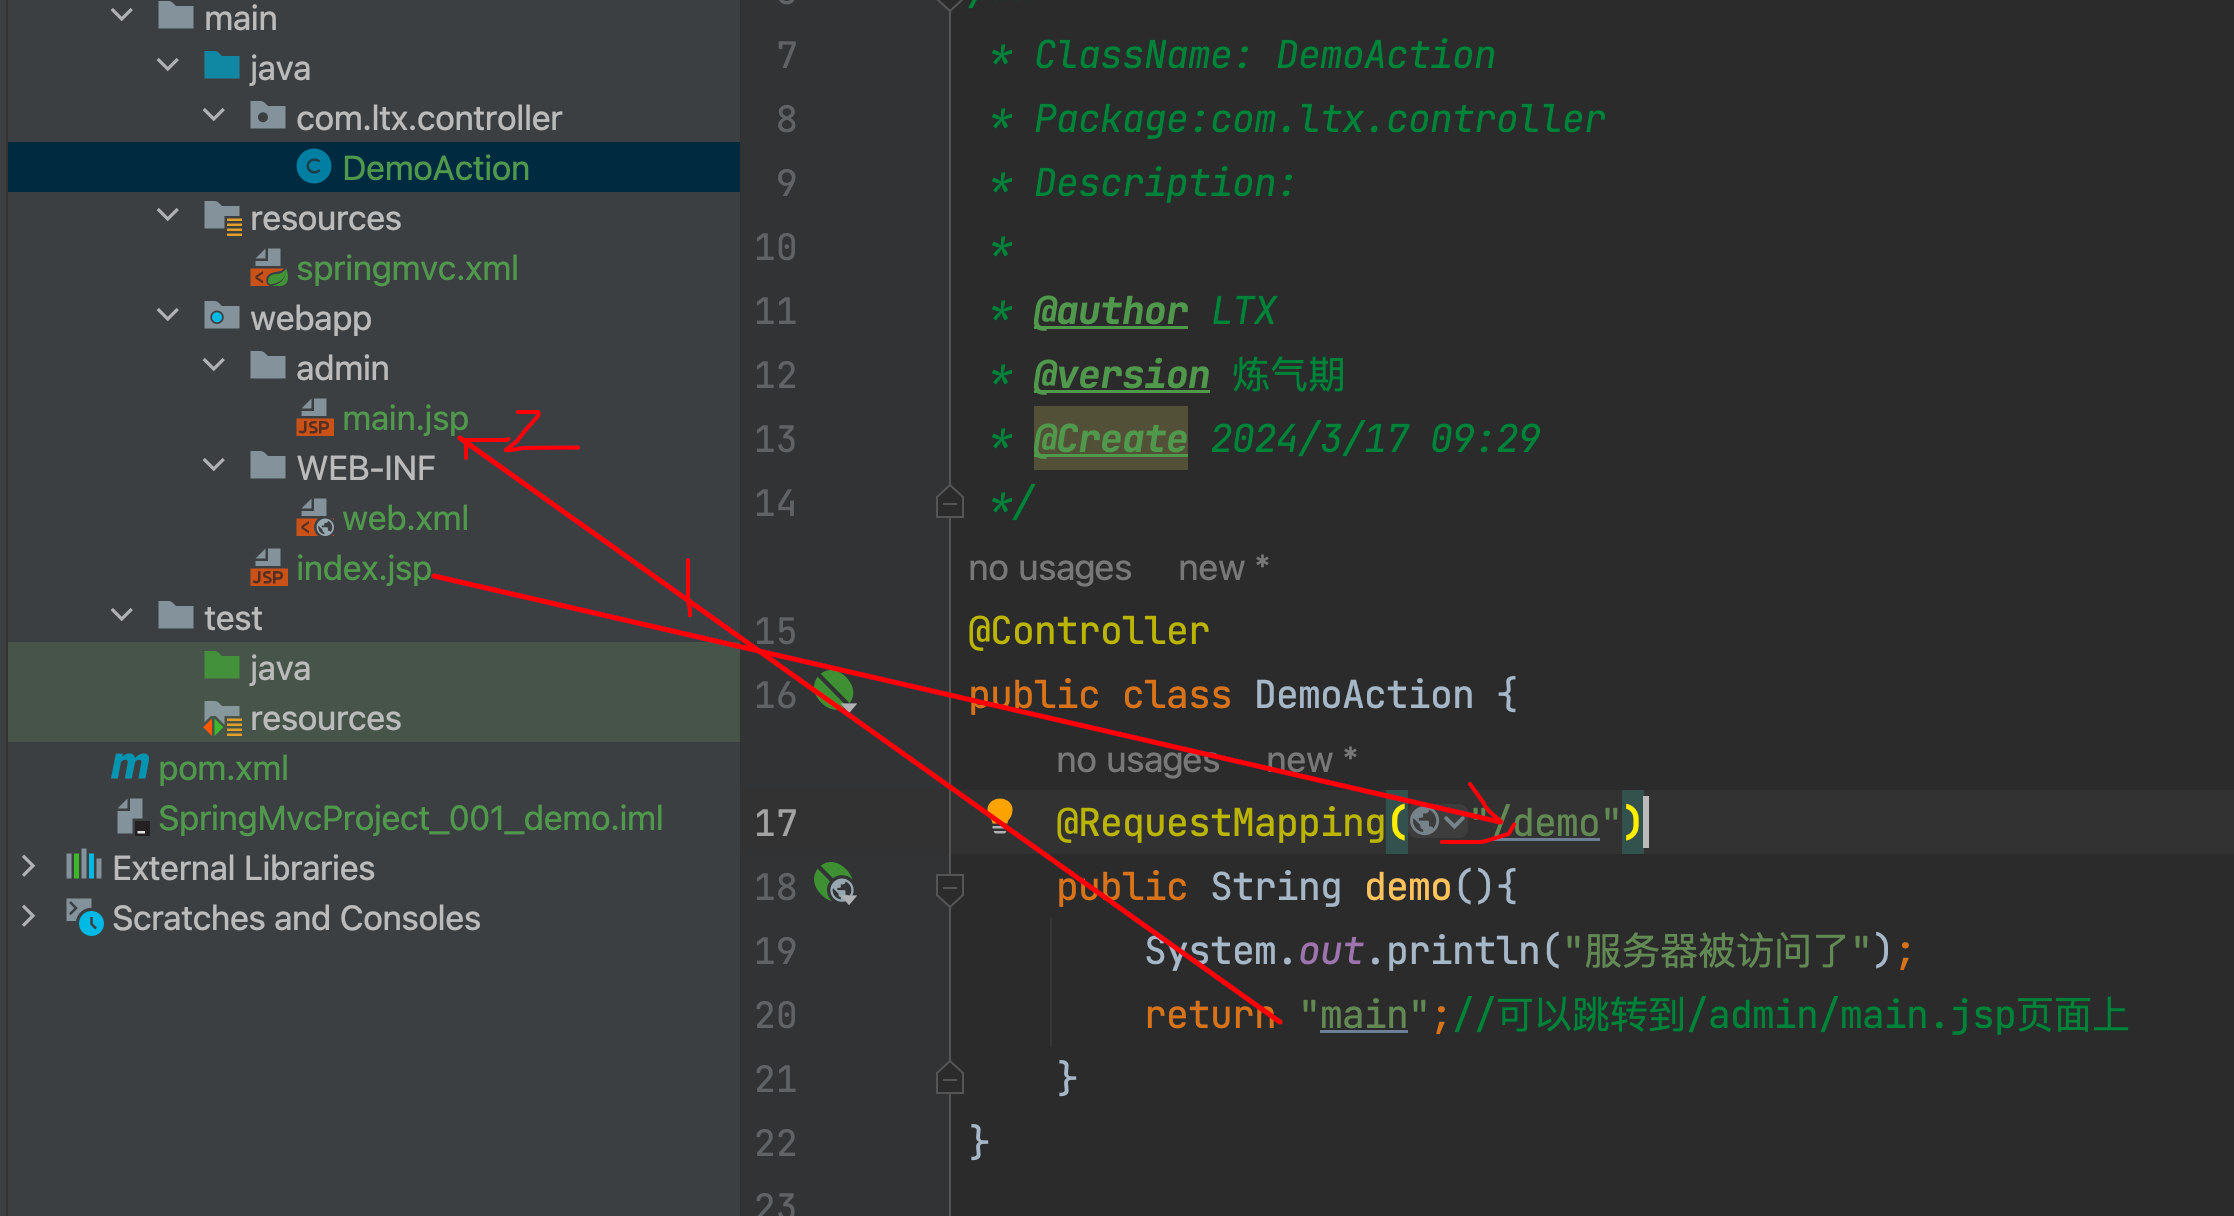 main
java
com.ltx.controller
DemoAction
resources
springmvc.xml
webapp
admin
main.jsp
WEB-INF
web.xml
index.jsp
test
java
resources
pom.xml
SpringMvcProject_001_demo.iml
External Libraries
Scratches and Consoles
2
1
7 * ClassName: DemoAction
8 * Package:com.ltx.controller
9 * Description:
10 *
11 * @author LTX
12 * @version 炼气期
13 * @Create 2024/3/17 09:29
14 */
no usages new *
15 @Controller
16 public class DemoAction {
no usages new *
17 @RequestMapping("/demo")
18 public String demo(){
19 System.out.println("服务器被访问了");
20 return "main";//可以跳转到/admin/main.jsp页面上
21 }
22 }
23